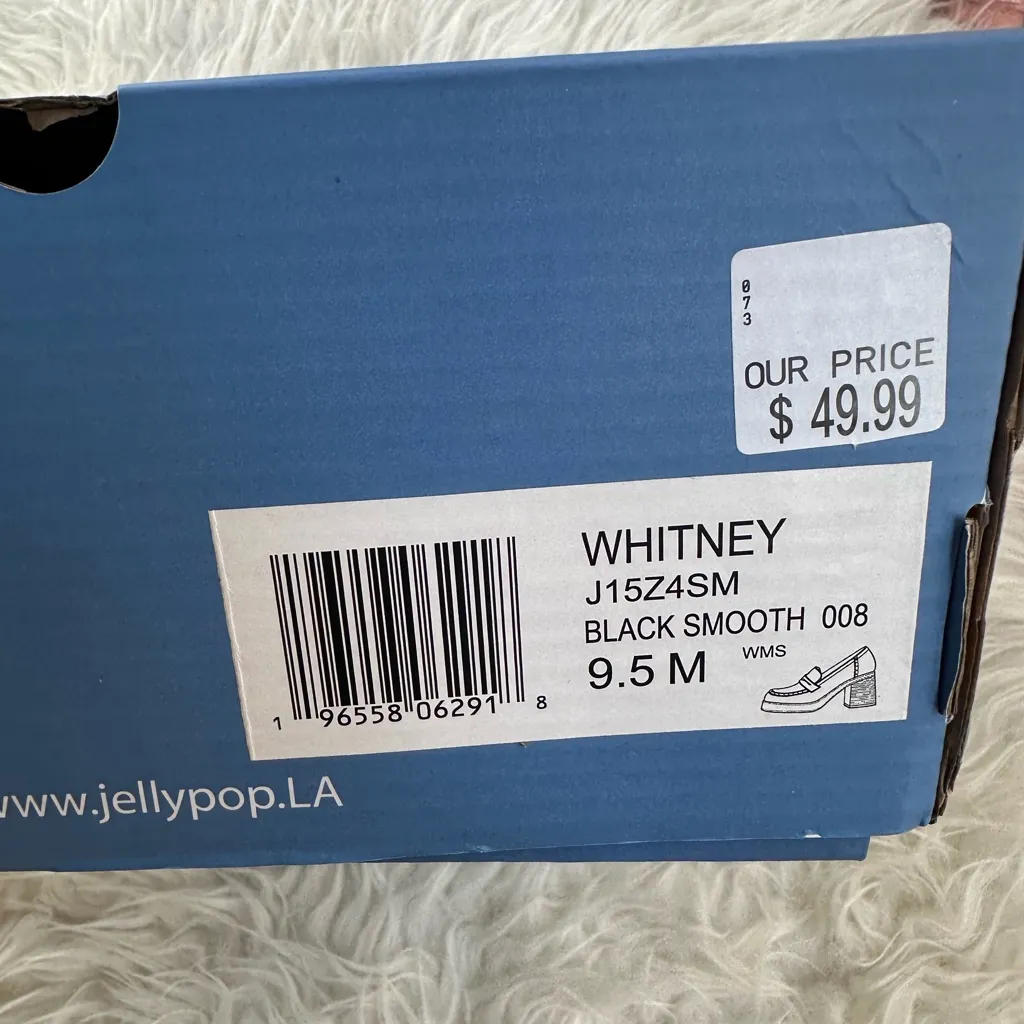 0
7
3
OUR PRICE
$ 49.99
WHITNEY
J15Z4SM
BLACK SMOOTH 008
9.5 M WMS
1 96558 06291 8
www.jellypop.LA